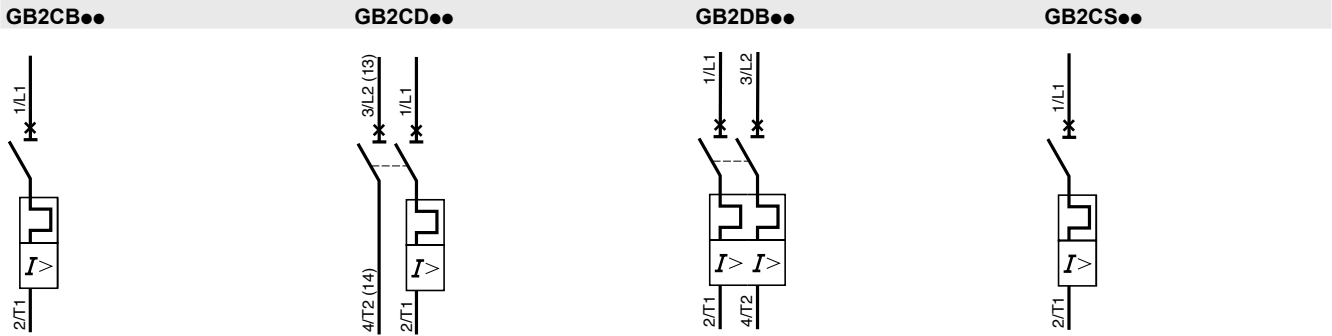 GB2CB●●
GB2CD●●
GB2DB●●
GB2CS●●
1/L1
I>
2/T1
3/L2 (13)
1/L1
I>
4/T2 (14)
2/T1
1/L1
3/L2
I> I>
2/T1
4/T2
1/L1
I>
2/T1